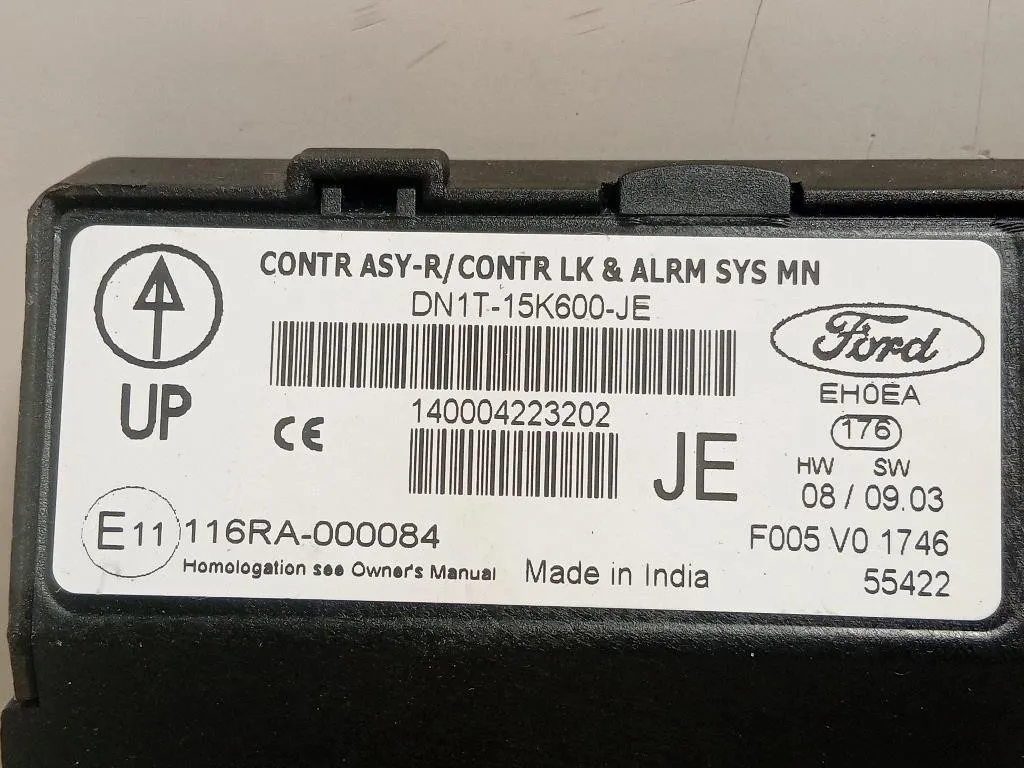 CONTR ASY-R/CONTR LK & ALRM SYS MN
DN1T-15K600-JE
Ford
UP
EH0EA
140004223202
CE
JE
176
HW SW
08 / 09.03
E11 116RA-000084
F005 V0 1746
Homologation see Owner's Manual
Made in India
55422